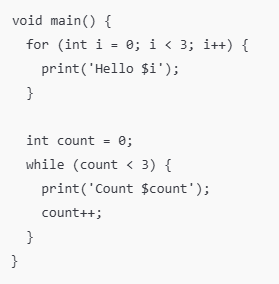 void main() {
  for (int i = 0; i < 3; i++) {
    print('Hello $i');
  }

  int count = 0;
  while (count < 3) {
    print('Count $count');
    count++;
  }
}